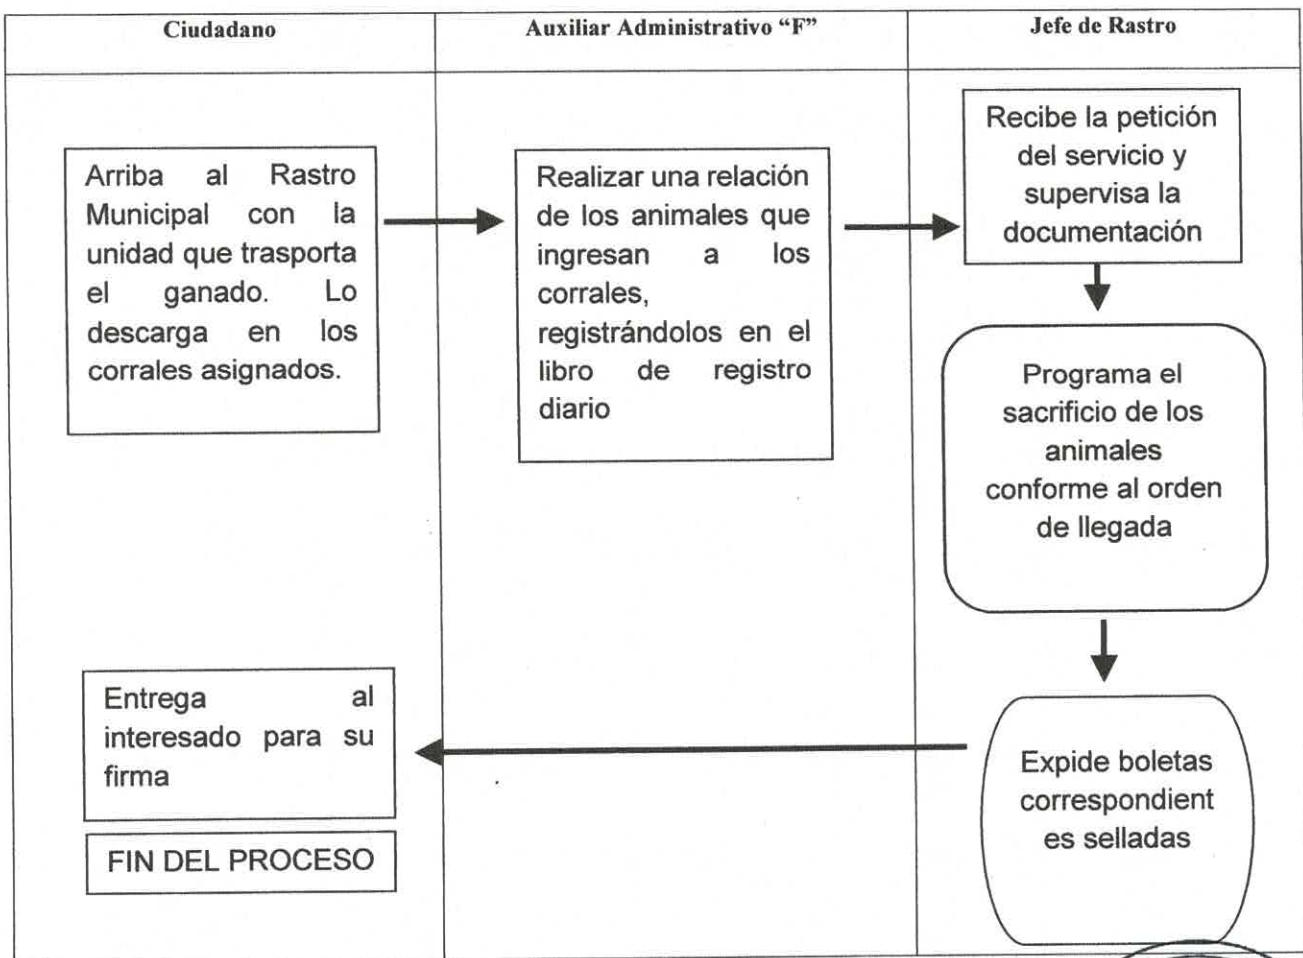 Ciudadano
Auxiliar Administrativo “F”
Jefe de Rastro
Arriba al Rastro
Municipal con la
unidad que trasporta
el ganado. Lo
descarga en los
corrales asignados.
Realizar una relación
de los animales que
ingresan a los
corrales,
registrándolos en el
libro de registro
diario
Recibe la petición
del servicio y
supervisa la
documentación
Programa el
sacrificio de los
animales
conforme al orden
de llegada
Expide boletas
correspondient
es selladas
Entrega al
interesado para su
firma
FIN DEL PROCESO